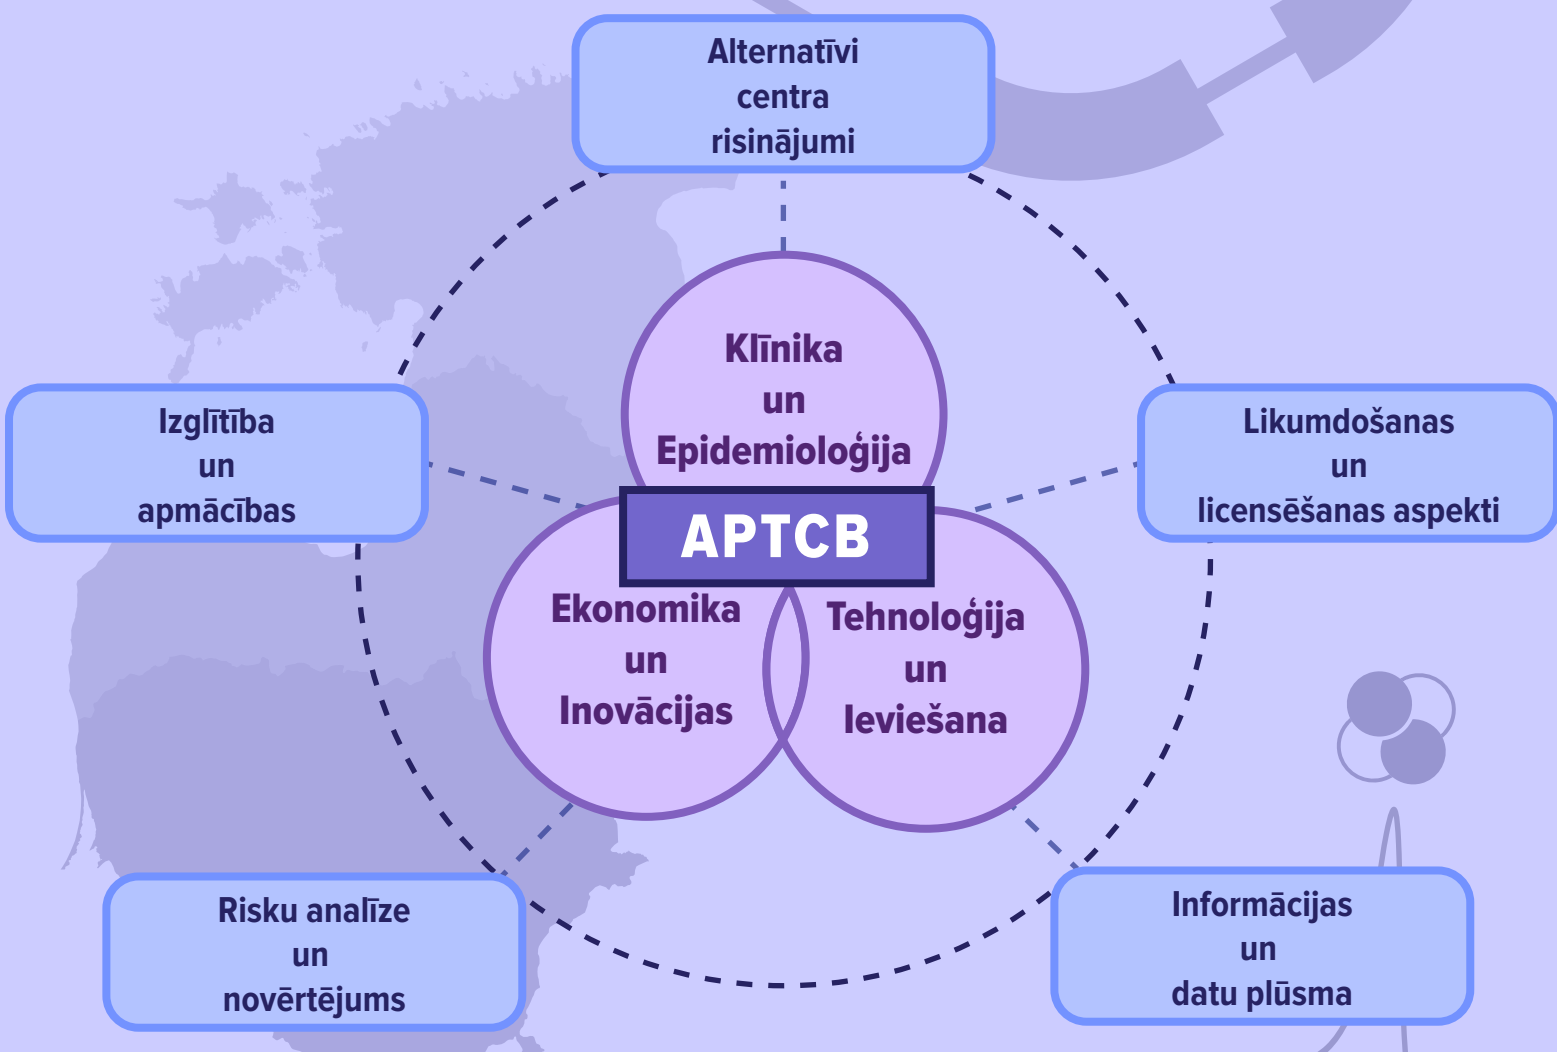 Alternatīvi
centra
risinājumi
Klīnika
un
Epidemioloģija
Izglītība
un
apmācības
Likumdošanas
un
licensēšanas aspekti
APTCB
Ekonomika
un
Inovācijas
Tehnoloģija
un
Ieviešana
Risku analīze
un
novērtējums
Informācijas
un
datu plūsma